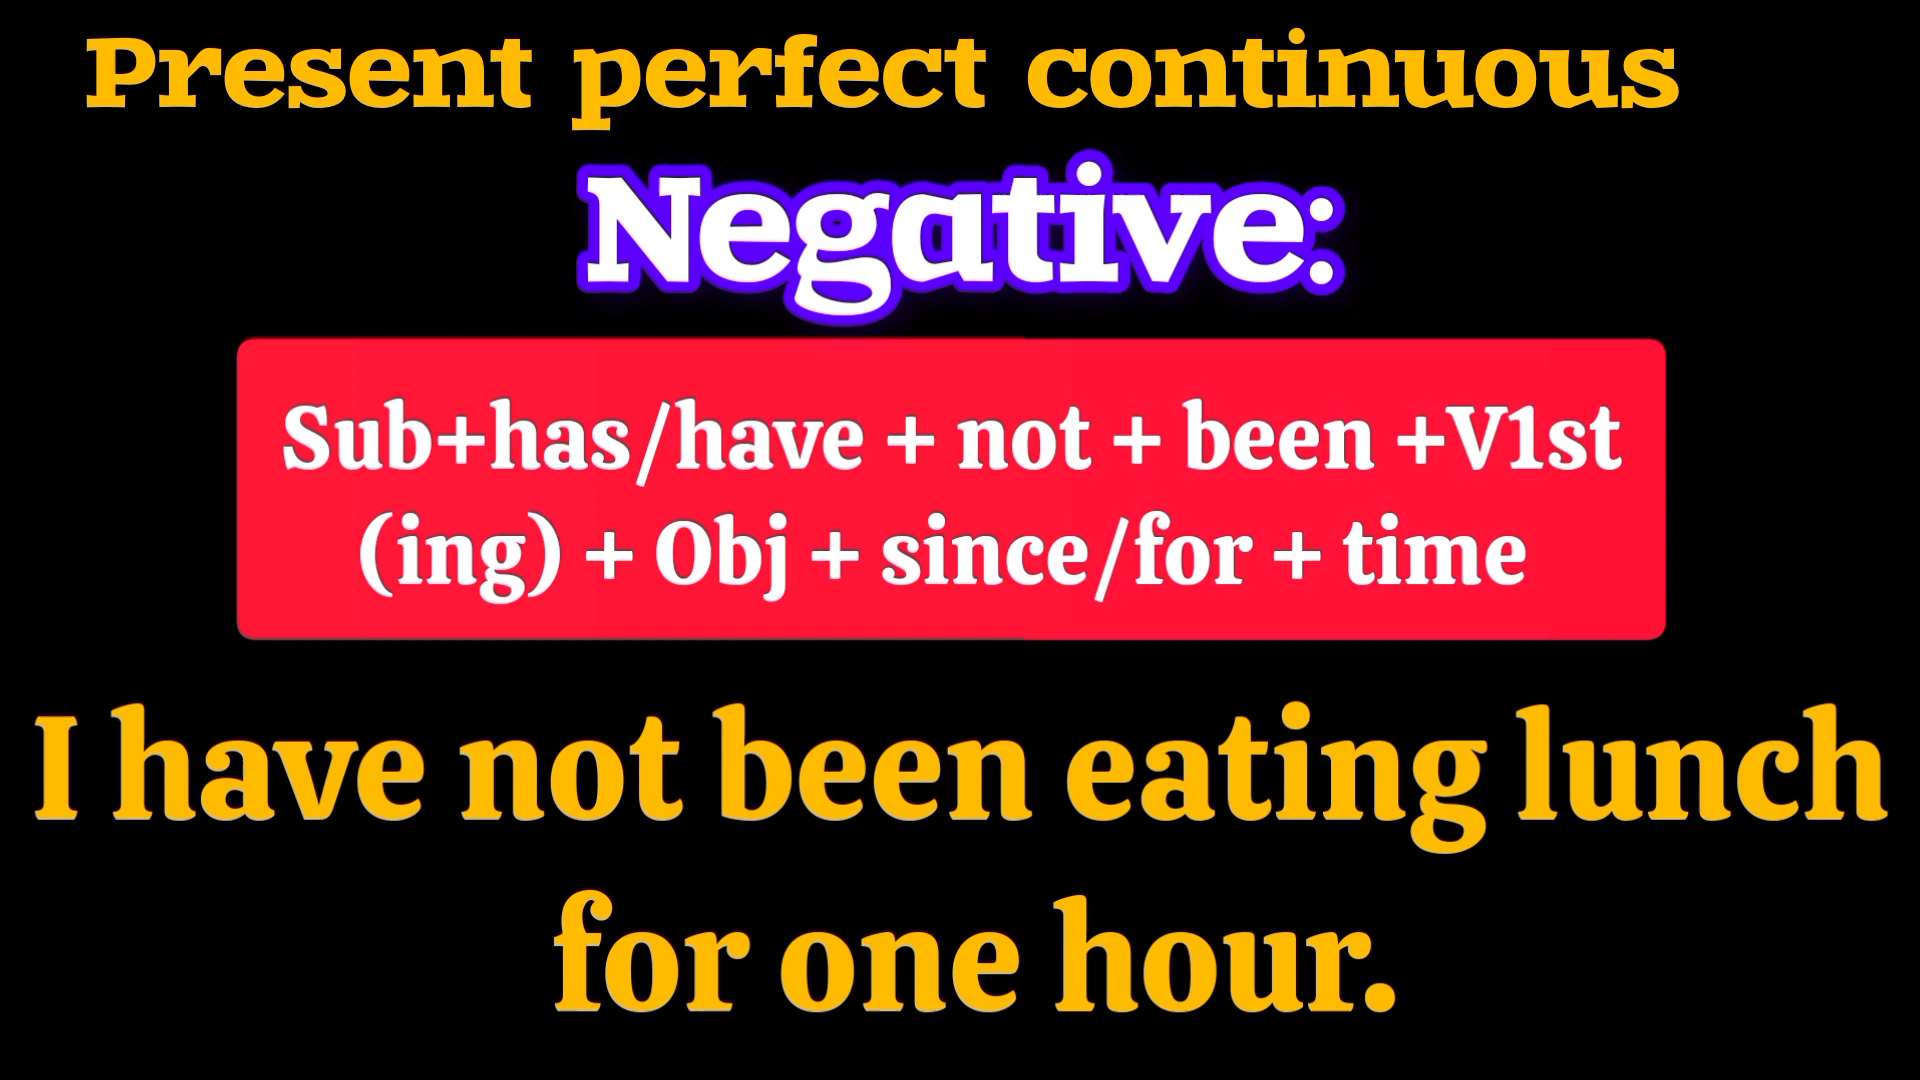 Present perfect continuous
Negative:
Sub+has/have + not + been +V1st
(ing) + Obj + since/for + time
I have not been eating lunch
for one hour.